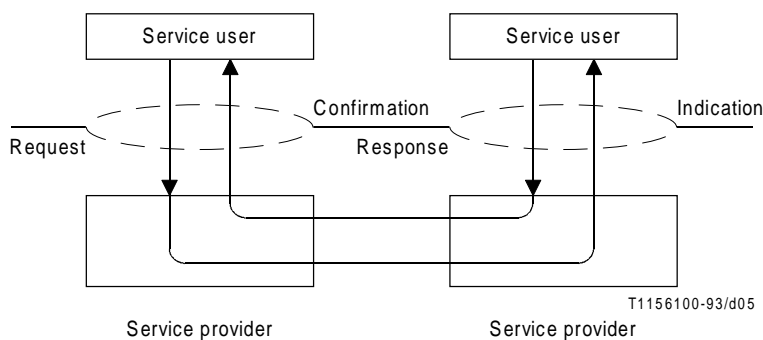 Service user
Service user
Confirmation
Indication
Request
Response
T1156100-93/d05
Service provider
Service provider